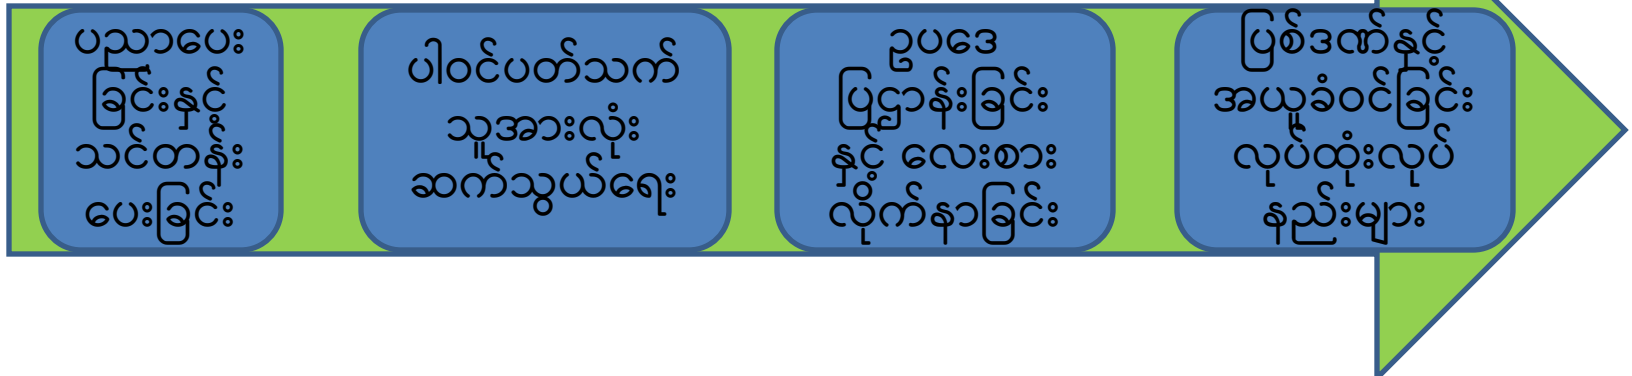 ပညာပေး
ခြင်းနှင့်
သင်တန်း
ပေးခြင်း
ပါဝင်ပတ်သက်
သူအားလုံး
ဆက်သွယ်ရေး
ဥပဒေ
ပြဋ္ဌာန်းခြင်း
နှင့် လေးစား
လိုက်နာခြင်း
ပြစ်ဒဏ်နှင့်
အယူခံဝင်ခြင်း
လုပ်ထုံးလုပ်
နည်းများ